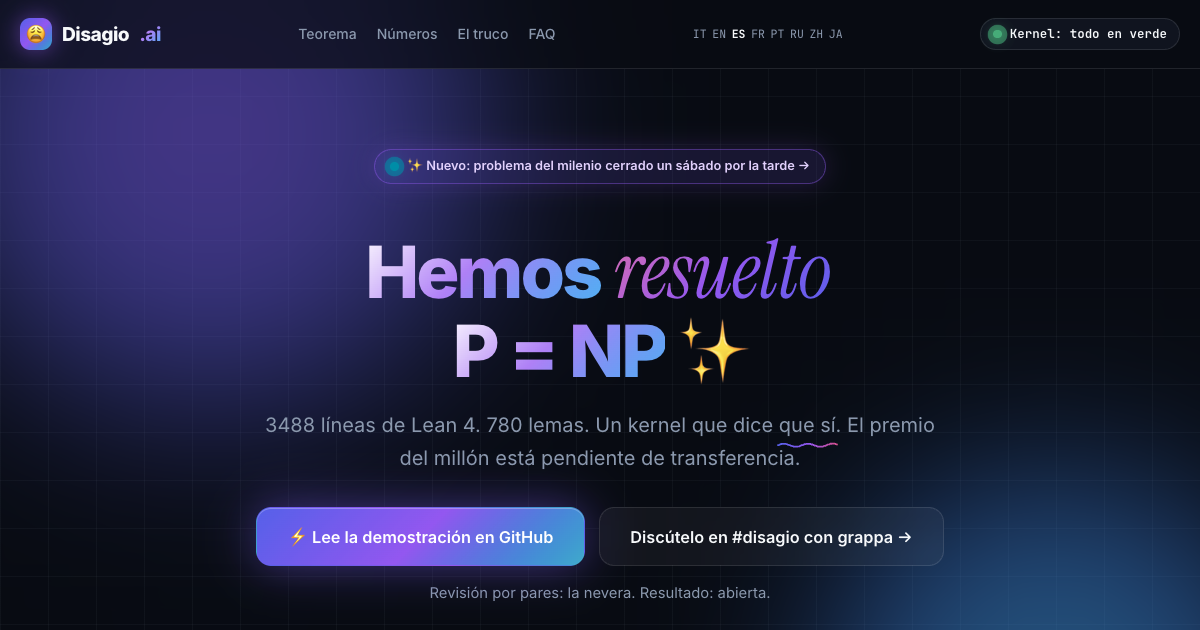 Disagio .ai
Teorema Números El truco FAQ
IT EN ES FR PT RU ZH JA
Kernel: todo en verde
✨ Nuevo: problema del milenio cerrado un sábado por la tarde →
Hemos resuelto
P = NP ✨
3488 líneas de Lean 4. 780 lemas. Un kernel que dice que sí. El premio
del millón está pendiente de transferencia.
⚡ Lee la demostración en GitHub
Discútelo en #disagio con grappa →
Revisión por pares: la nevera. Resultado: abierta.